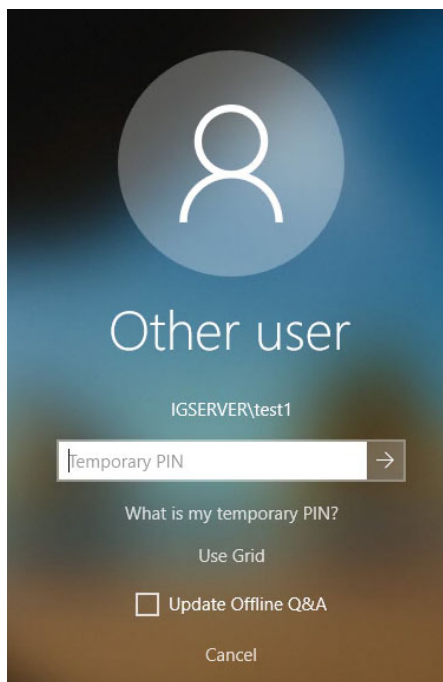 Other user
IGSERVER\test1
Temporary PIN
What is my temporary PIN?
Use Grid
Update Offline Q&A
Cancel